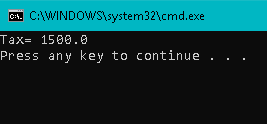 C:\WINDOWS\system32\cmd.exe
Tax= 1500.0
Press any key to continue . . .